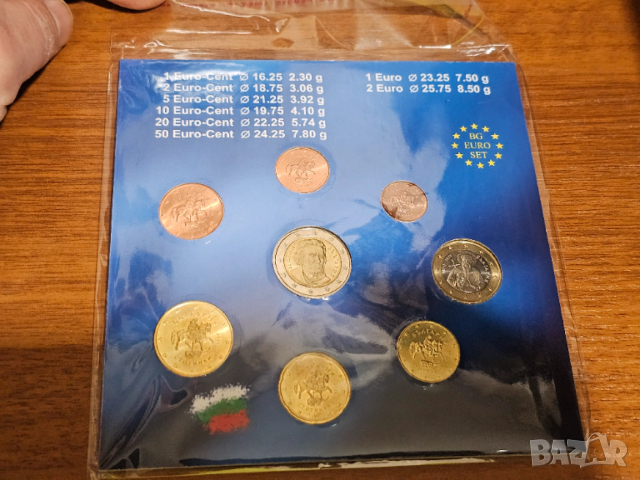 1 Euro-Cent Ø 16.25 2.30 g
2 Euro-Cent Ø 18.75 3.06 g
5 Euro-Cent Ø 21.25 3.92 g
10 Euro-Cent Ø 19.75 4.10 g
20 Euro-Cent Ø 22.25 5.74 g
50 Euro-Cent Ø 24.25 7.80 g
1 Euro Ø 23.25 7.50 g
2 Euro Ø 25.75 8.50 g
BG
EURO
SET
BAZAR